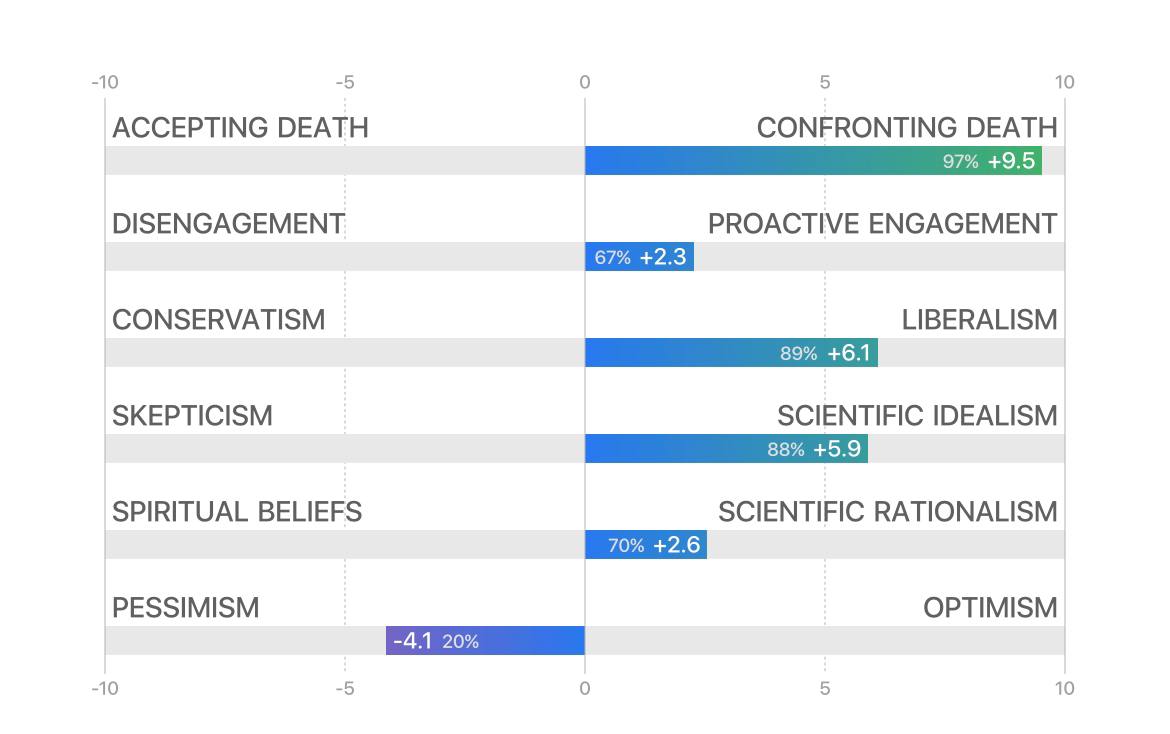 -10 -5 0 5 10
ACCEPTING DEATH CONFRONTING DEATH
97% +9.5
DISENGAGEMENT PROACTIVE ENGAGEMENT
67% +2.3
CONSERVATISM LIBERALISM
89% +6.1
SKEPTICISM SCIENTIFIC IDEALISM
88% +5.9
SPIRITUAL BELIEFS SCIENTIFIC RATIONALISM
70% +2.6
PESSIMISM OPTIMISM
-4.1 20%
-10 -5 0 5 10